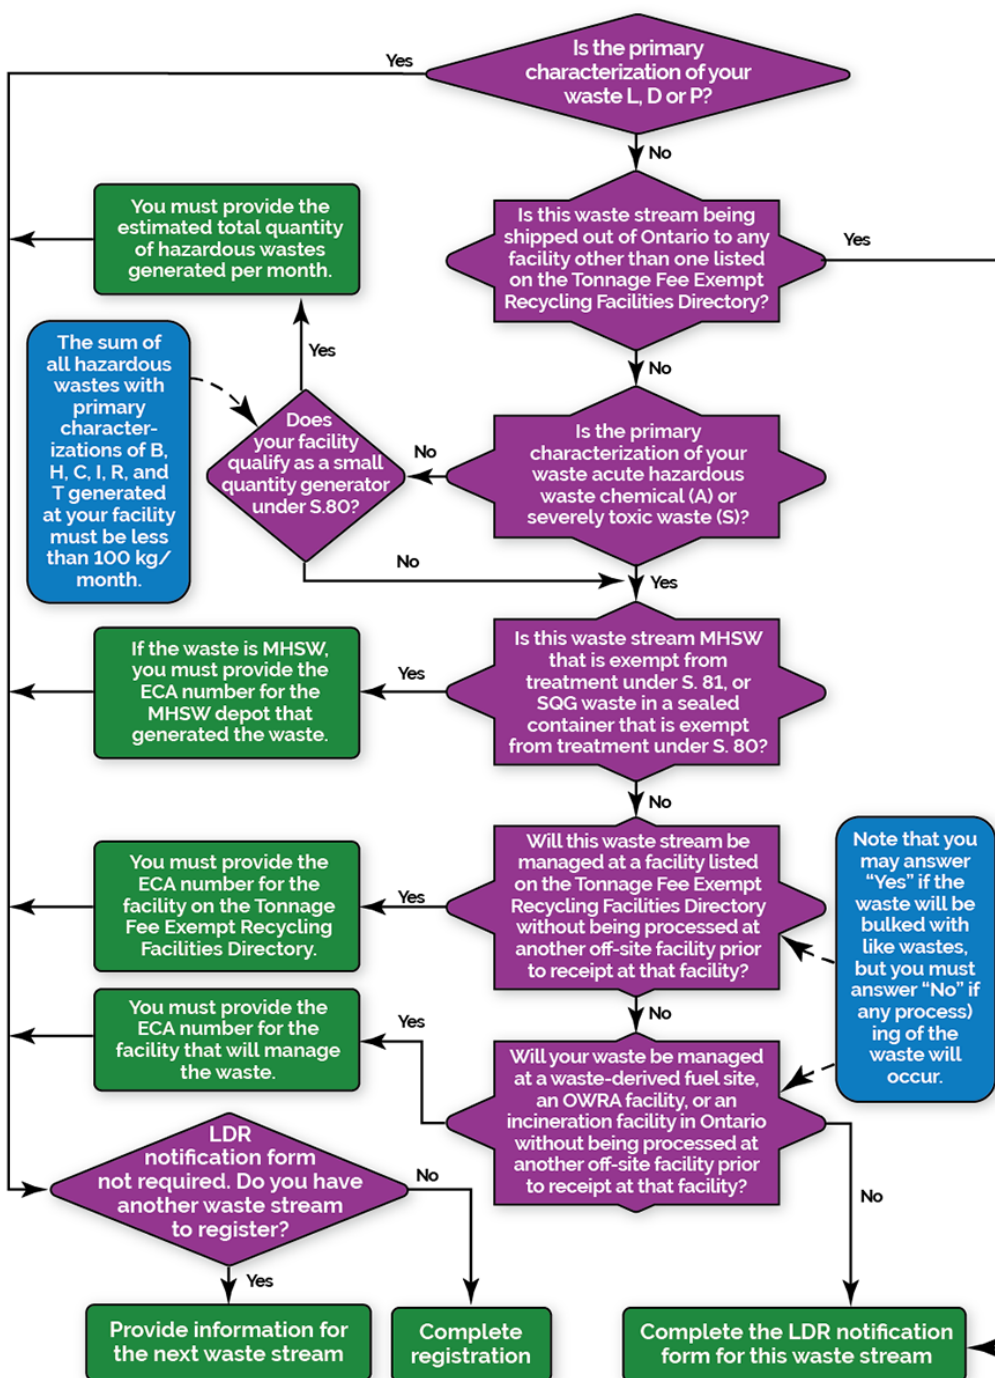 Is the primary
characterization of your
waste L, D or P?
Yes
No
Is this waste stream being
shipped out of Ontario to any
facility other than one listed
on the Tonnage Fee Exempt
Recycling Facilities Directory?
Yes
No
You must provide the
estimated total quantity
of hazardous wastes
generated per month.
The sum of
all hazardous
wastes with
primary
character-
izations of B,
H, C, I, R, and
T generated
at your facility
must be less
than 100 kg/
month.
Yes
Does
your facility
qualify as a small
quantity generator
under S.80?
No
Is the primary
characterization of your
waste acute hazardous
waste chemical (A) or
severely toxic waste (S)?
No
Yes
Is this waste stream MHSW
that is exempt from
treatment under S. 81, or
SQG waste in a sealed
container that is exempt
from treatment under S. 80?
Yes
If the waste is MHSW,
you must provide the
ECA number for the
MHSW depot that
generated the waste.
No
Will this waste stream be
managed at a facility listed
on the Tonnage Fee Exempt
Recycling Facilities Directory
without being processed at
another off-site facility prior
to receipt at that facility?
Yes
You must provide the
ECA number for the
facility on the Tonnage
Fee Exempt Recycling
Facilities Directory.
Note that you
may answer
“Yes” if the
waste will be
bulked with
like wastes,
but you must
answer “No” if
any process)
ing of the
waste will
occur.
No
Will your waste be managed
at a waste-derived fuel site,
an OWRA facility, or an
incineration facility in Ontario
without being processed at
another off-site facility prior
to receipt at that facility?
Yes
You must provide the
ECA number for the
facility that will manage
the waste.
No
LDR
notification form
not required. Do you have
another waste stream
to register?
No
Yes
Provide information for
the next waste stream
Complete
registration
Complete the LDR notification
form for this waste stream